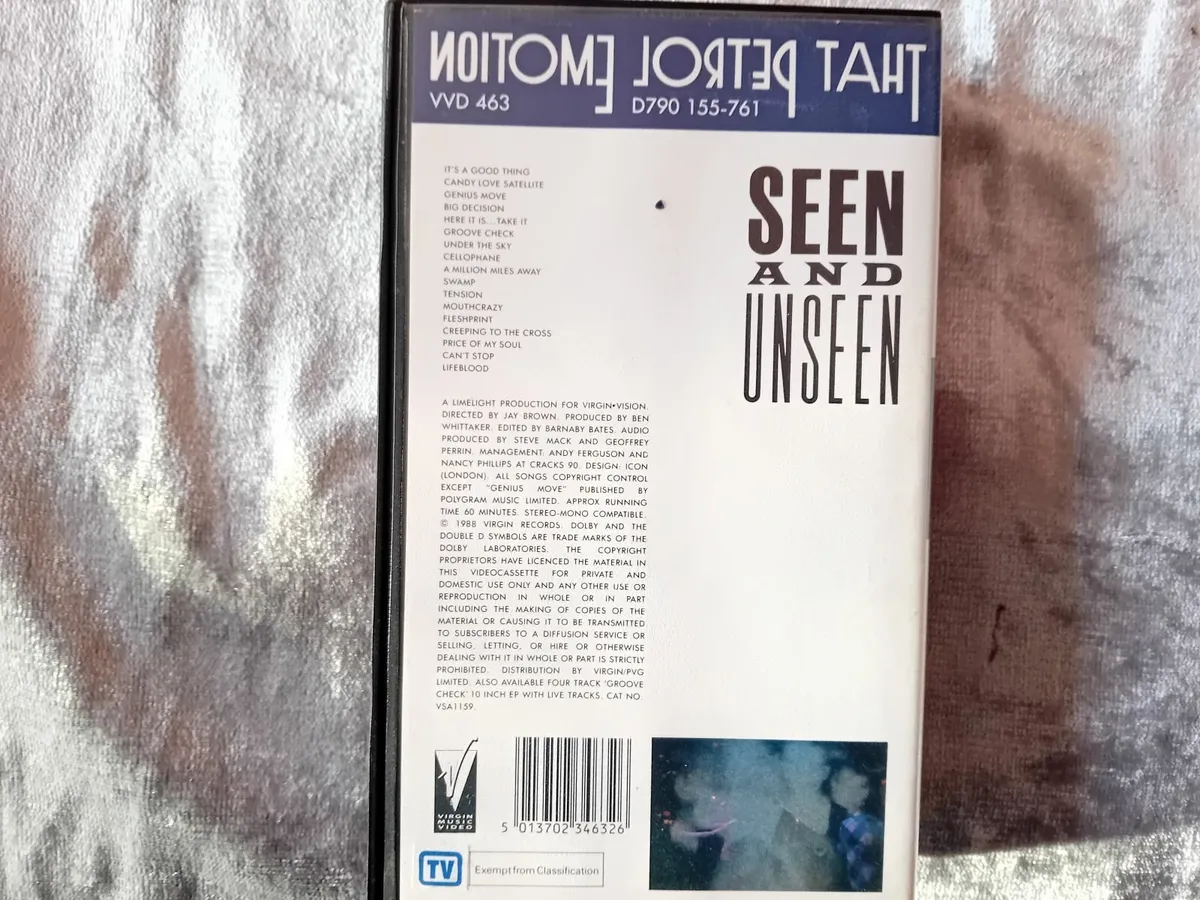 THAT PETROL EMOTION
VVD 463
D790 155-761
SEEN
AND
UNSEEN
IT'S A GOOD THING
CANDY LOVE SATELLITE
GENIUS MOVE
BIG DECISION
HERE IT IS...TAKE IT
GROOVE CHECK
UNDER THE SKY
CELLOPHANE
A MILLION MILES AWAY
SWAMP
TENSION
MOUTHCRAZY
FLESHPRINT
CREEPING TO THE CROSS
PRICE OF MY SOUL
CAN'T STOP
LIFEBLOOD
A LIMELIGHT PRODUCTION FOR VIRGIN•VISION.
DIRECTED BY JAY BROWN. PRODUCED BY BEN
WHITTAKER. EDITED BY BARNABY BATES. AUDIO
PRODUCED BY STEVE MACK AND GEOFFREY
PERRIN. MANAGEMENT: ANDY FERGUSON AND
NANCY PHILLIPS AT CRACKS 90. DESIGN: ICON
(LONDON). ALL SONGS COPYRIGHT CONTROL
EXCEPT "GENIUS MOVE" PUBLISHED BY
POLYGRAM MUSIC LIMITED. APPROX RUNNING
TIME 60 MINUTES. STEREO-MONO COMPATIBLE.
© 1988 VIRGIN RECORDS. DOLBY AND THE
DOUBLE D SYMBOLS ARE TRADE MARKS OF THE
DOLBY LABORATORIES. THE COPYRIGHT
PROPRIETORS HAVE LICENCED THE MATERIAL IN
THIS VIDEOCASSETTE FOR PRIVATE AND
DOMESTIC USE ONLY AND ANY OTHER USE OR
REPRODUCTION IN WHOLE OR IN PART
INCLUDING THE MAKING OF COPIES OF THE
MATERIAL OR CAUSING IT TO BE TRANSMITTED
TO SUBSCRIBERS TO A DIFFUSION SERVICE OR
SELLING, LETTING, OR HIRE OR OTHERWISE
DEALING WITH IT IN WHOLE OR PART IS STRICTLY
PROHIBITED. DISTRIBUTION BY VIRGIN/PVG
LIMITED. ALSO AVAILABLE FOUR TRACK 'GROOVE
CHECK' 10 INCH EP WITH LIVE TRACKS. CAT NO.
VSA1159.
VIRGIN
MUSIC
VIDEO
5 013702 346326
TV
Exempt from Classification